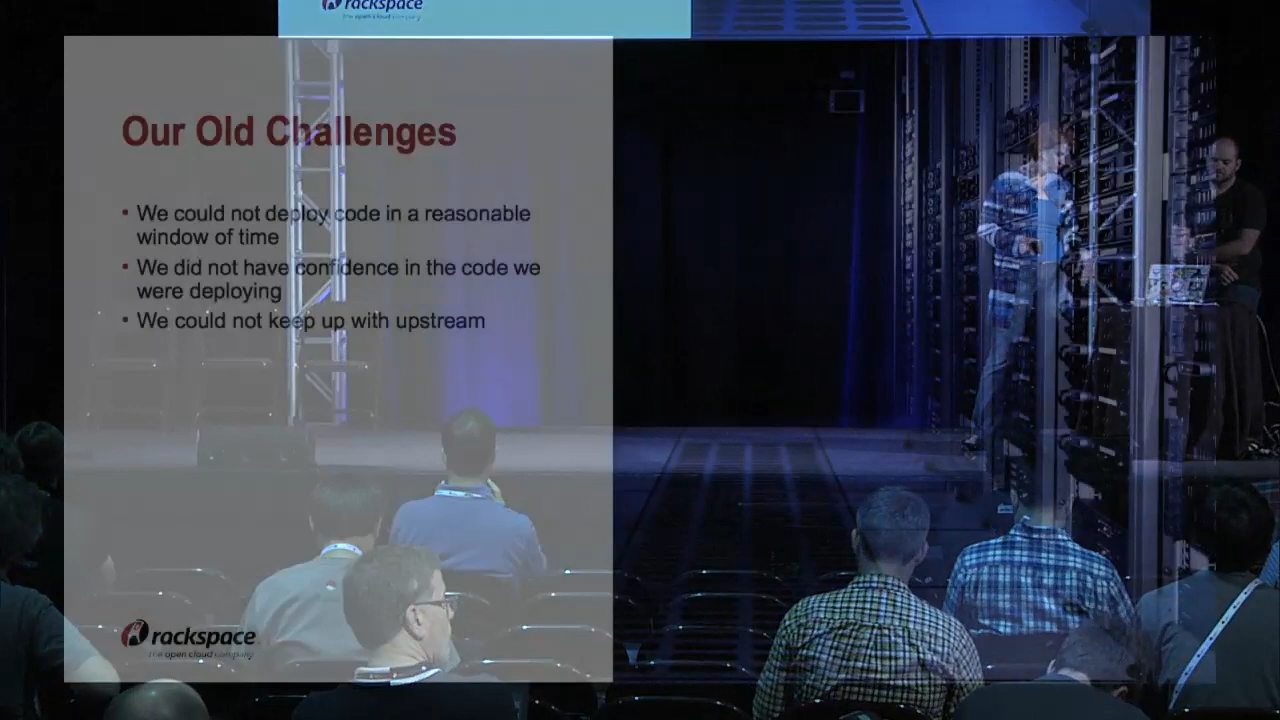 rackspace
the open cloud company
Our Old Challenges
• We could not deploy code in a reasonable
window of time
• We did not have confidence in the code we
were deploying
• We could not keep up with upstream
rackspace
the open cloud company